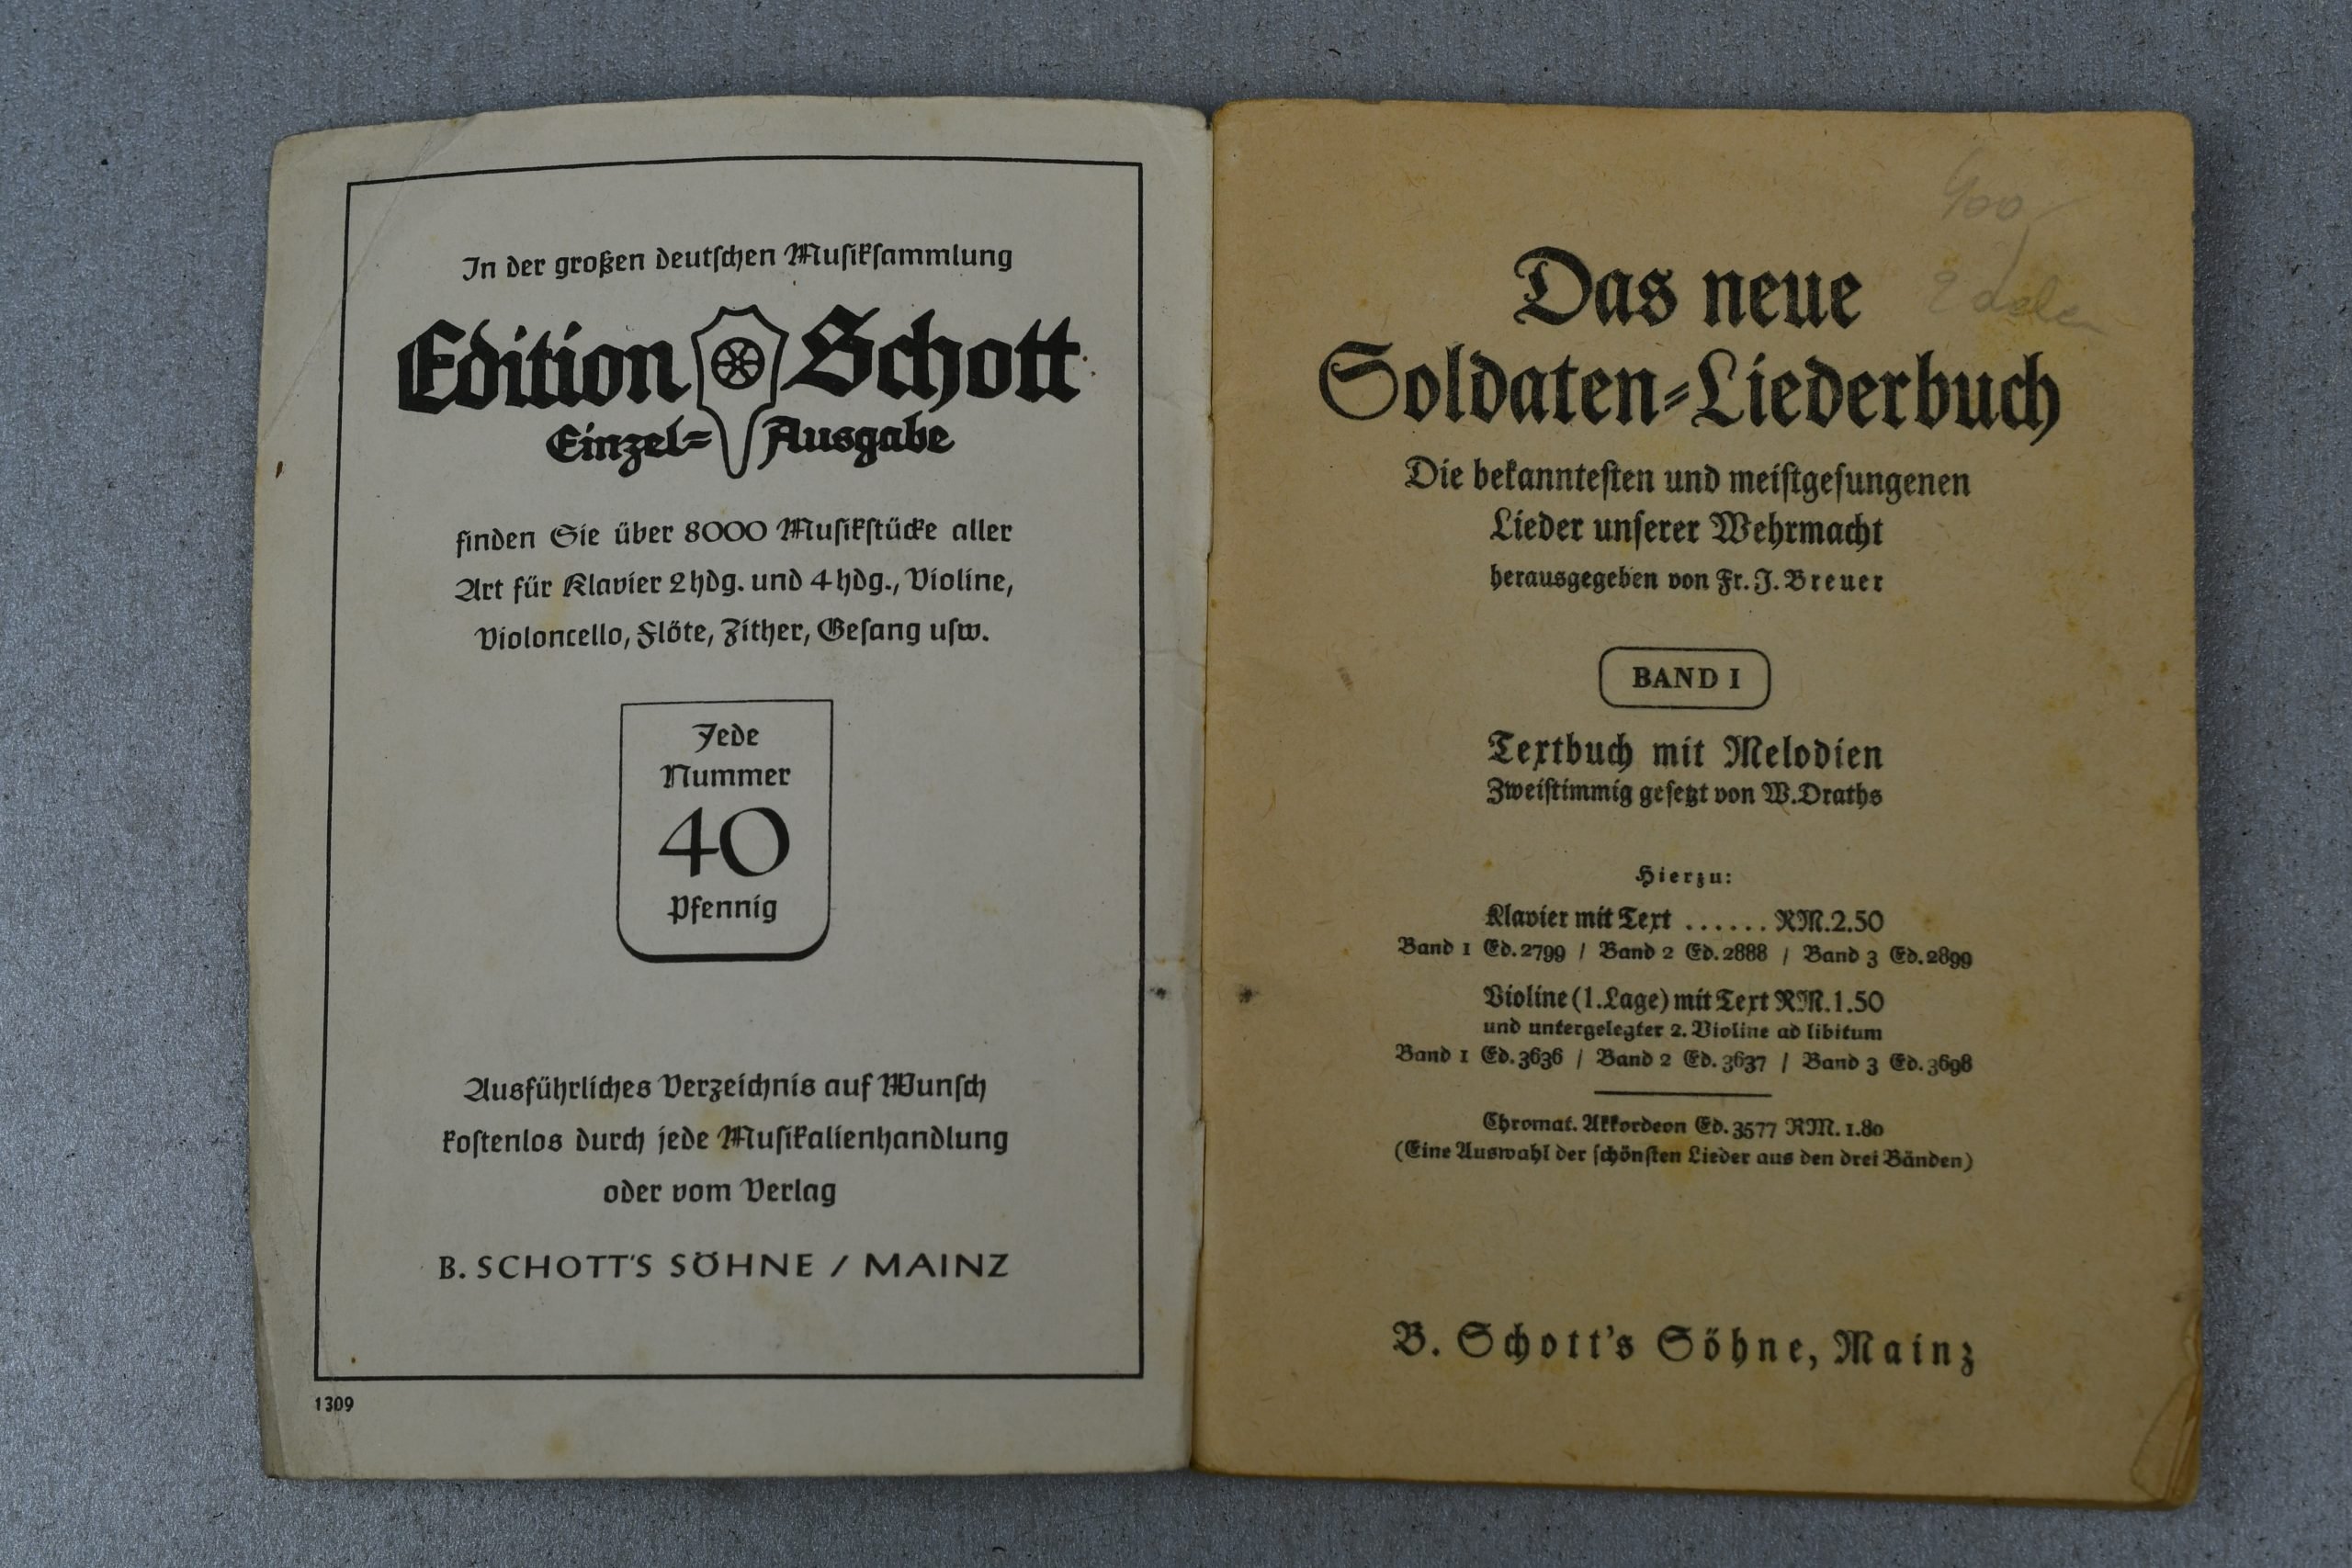 In der großen deutschen Musiksammlung
Edition Schott
Einzel= Ausgabe
finden Sie über 8000 Musikstücke aller
Art für Klavier 2hdg. und 4hdg., Violine,
Violoncello, Flöte, Zither, Gesang usw.
Jede
Nummer
40
Pfennig
Ausführliches Verzeichnis auf Wunsch
kostenlos durch jede Musikalienhandlung
oder vom Verlag
B. SCHOTT'S SÖHNE / MAINZ
1309
Das neue
Soldaten=Liederbuch
Die bekanntesten und meistgesungenen
Lieder unserer Wehrmacht
herausgegeben von Fr. J. Breuer
BAND I
Textbuch mit Melodien
Zweistimmig gesetzt von W. Draths
Hierzu:
Klavier mit Text ...... RM.2.50
Band 1 Ed.2799 / Band 2 Ed.2888 / Band 3 Ed.2899
Violine (1.Lage) mit Text RM.1.50
und untergelegter 2. Violine ad libitum
Band 1 Ed.3636 / Band 2 Ed.3637 / Band 3 Ed.3698
Chromat. Akkordeon Ed.3577 RM. 1.80
(Eine Auswahl der schönsten Lieder aus den drei Bänden)
B. Schott's Söhne, Mainz